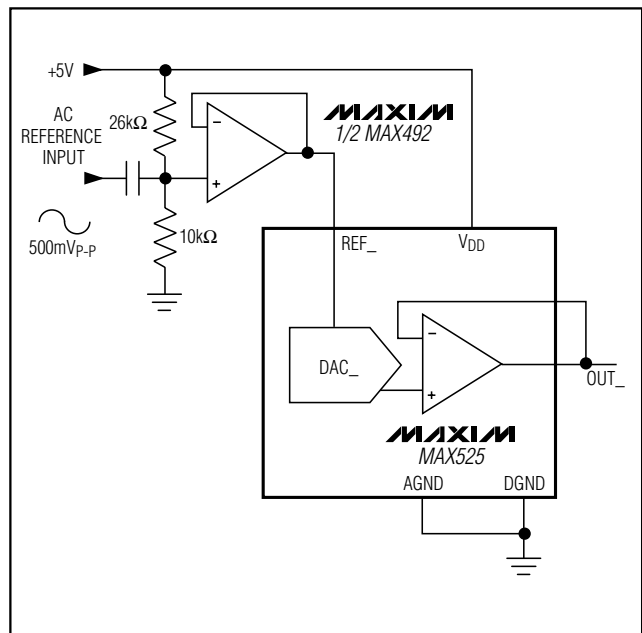 +5V
AC
REFERENCE
INPUT
26kΩ
MAXIM
1/2 MAX492
–
+
500mVP-P
10kΩ
REF_
VDD
DAC_
–
+
OUT_
MAXIM
MAX525
AGND
DGND